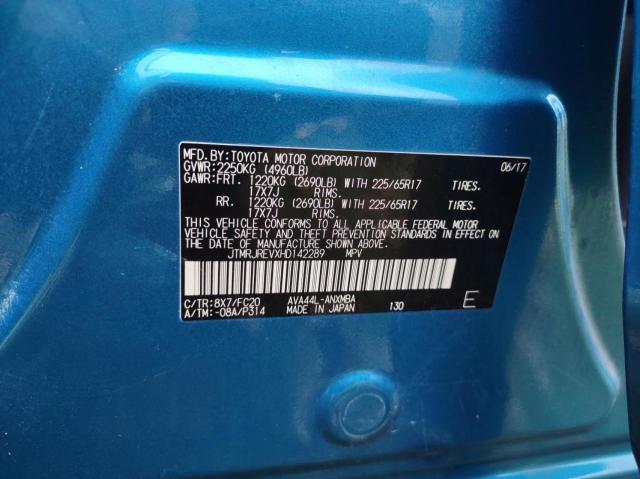 MFD.BY:TOYOTA MOTOR CORPORATION 06/17
GVWR:2250KG (4960LB)
GAWR:FRT. 1220KG (2690LB) WITH 225/65R17 TIRES.
17X7J RIMS.
RR. 1220KG (2690LB) WITH 225/65R17 TIRES.
17X7J RIMS.
THIS VEHICLE CONFORMS TO ALL APPLICABLE FEDERAL MOTOR
VEHICLE SAFETY AND THEFT PREVENTION STANDARDS IN EFFECT
ON THE DATE OF MANUFACTURE SHOWN ABOVE.
JTMRJREVXHD142289 MPV
C/TR:8X7/FC20 AVA44L-ANXMBA
A/TM:-08A/P314 MADE IN JAPAN 130 E